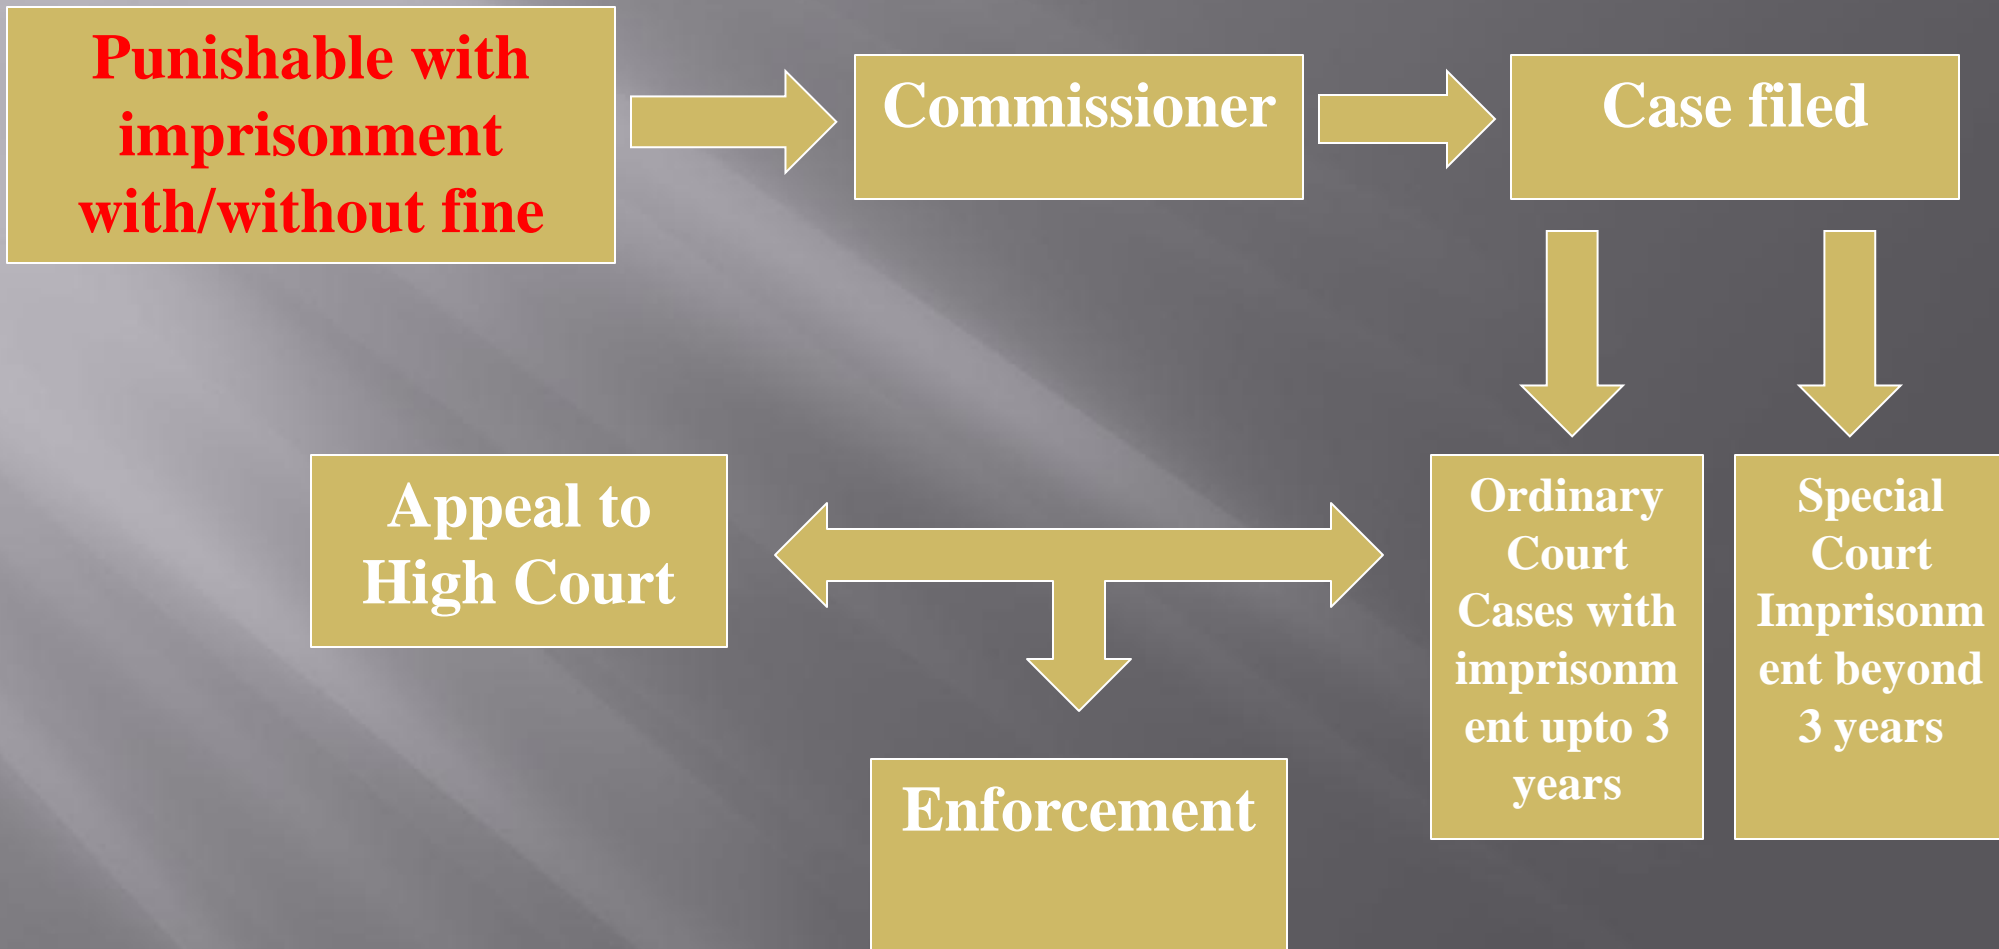 Punishable with
imprisonment
with/without fine
Commissioner
Case filed
Appeal to
High Court
Ordinary
Court
Cases with
imprisonm
ent upto 3
years
Special
Court
Imprisonm
ent beyond
3 years
Enforcement